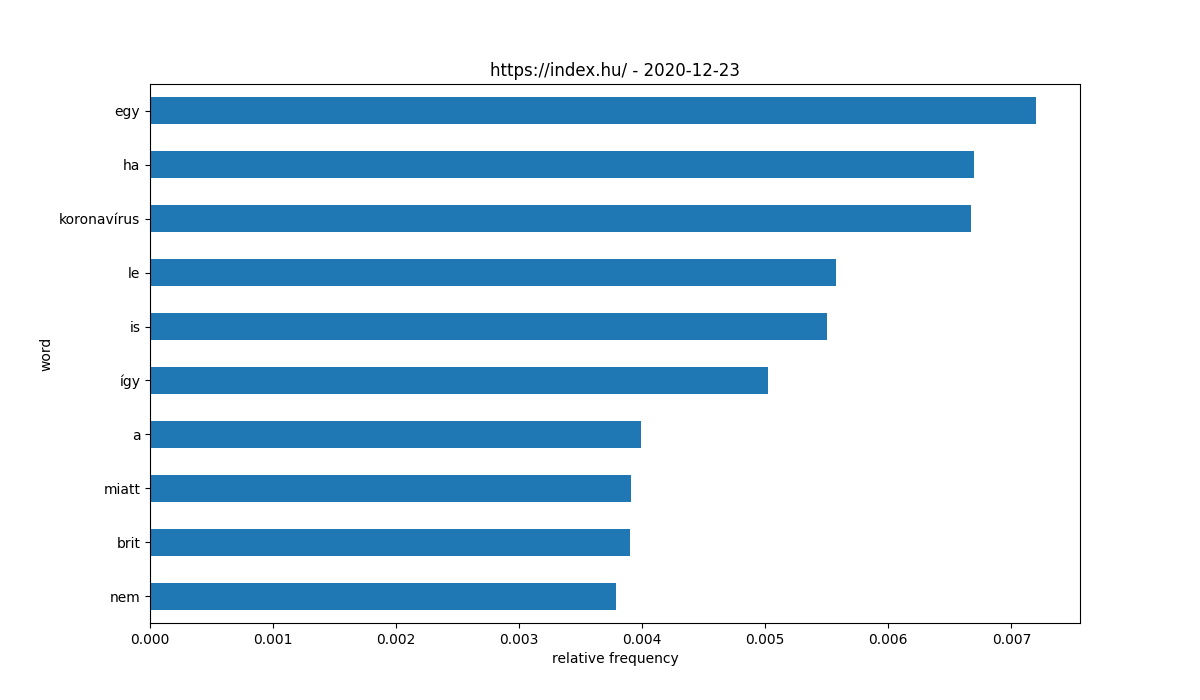 https://index.hu/ - 2020-12-23
egy
ha
koronavírus
le
is
így
a
miatt
brit
nem
word
0.000 0.001 0.002 0.003 0.004 0.005 0.006 0.007
relative frequency